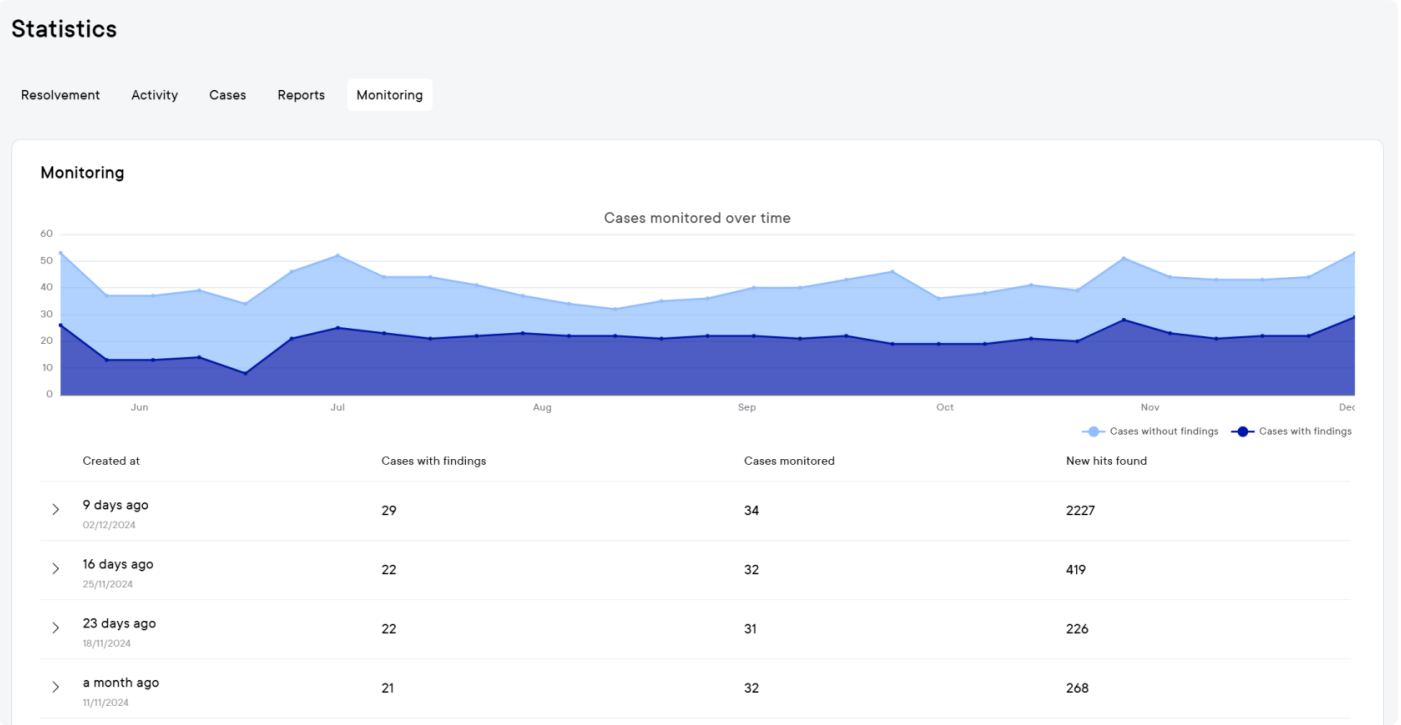 Statistics
Resolvement Activity Cases Reports Monitoring
Monitoring
Cases monitored over time
60
50
40
30
20
10
0
Jun Jul Aug Sep Oct Nov Dec
Cases without findings Cases with findings
Created at Cases with findings Cases monitored New hits found
9 days ago 29 34 2227
02/12/2024
16 days ago 22 32 419
25/11/2024
23 days ago 22 31 226
18/11/2024
a month ago 21 32 268
11/11/2024